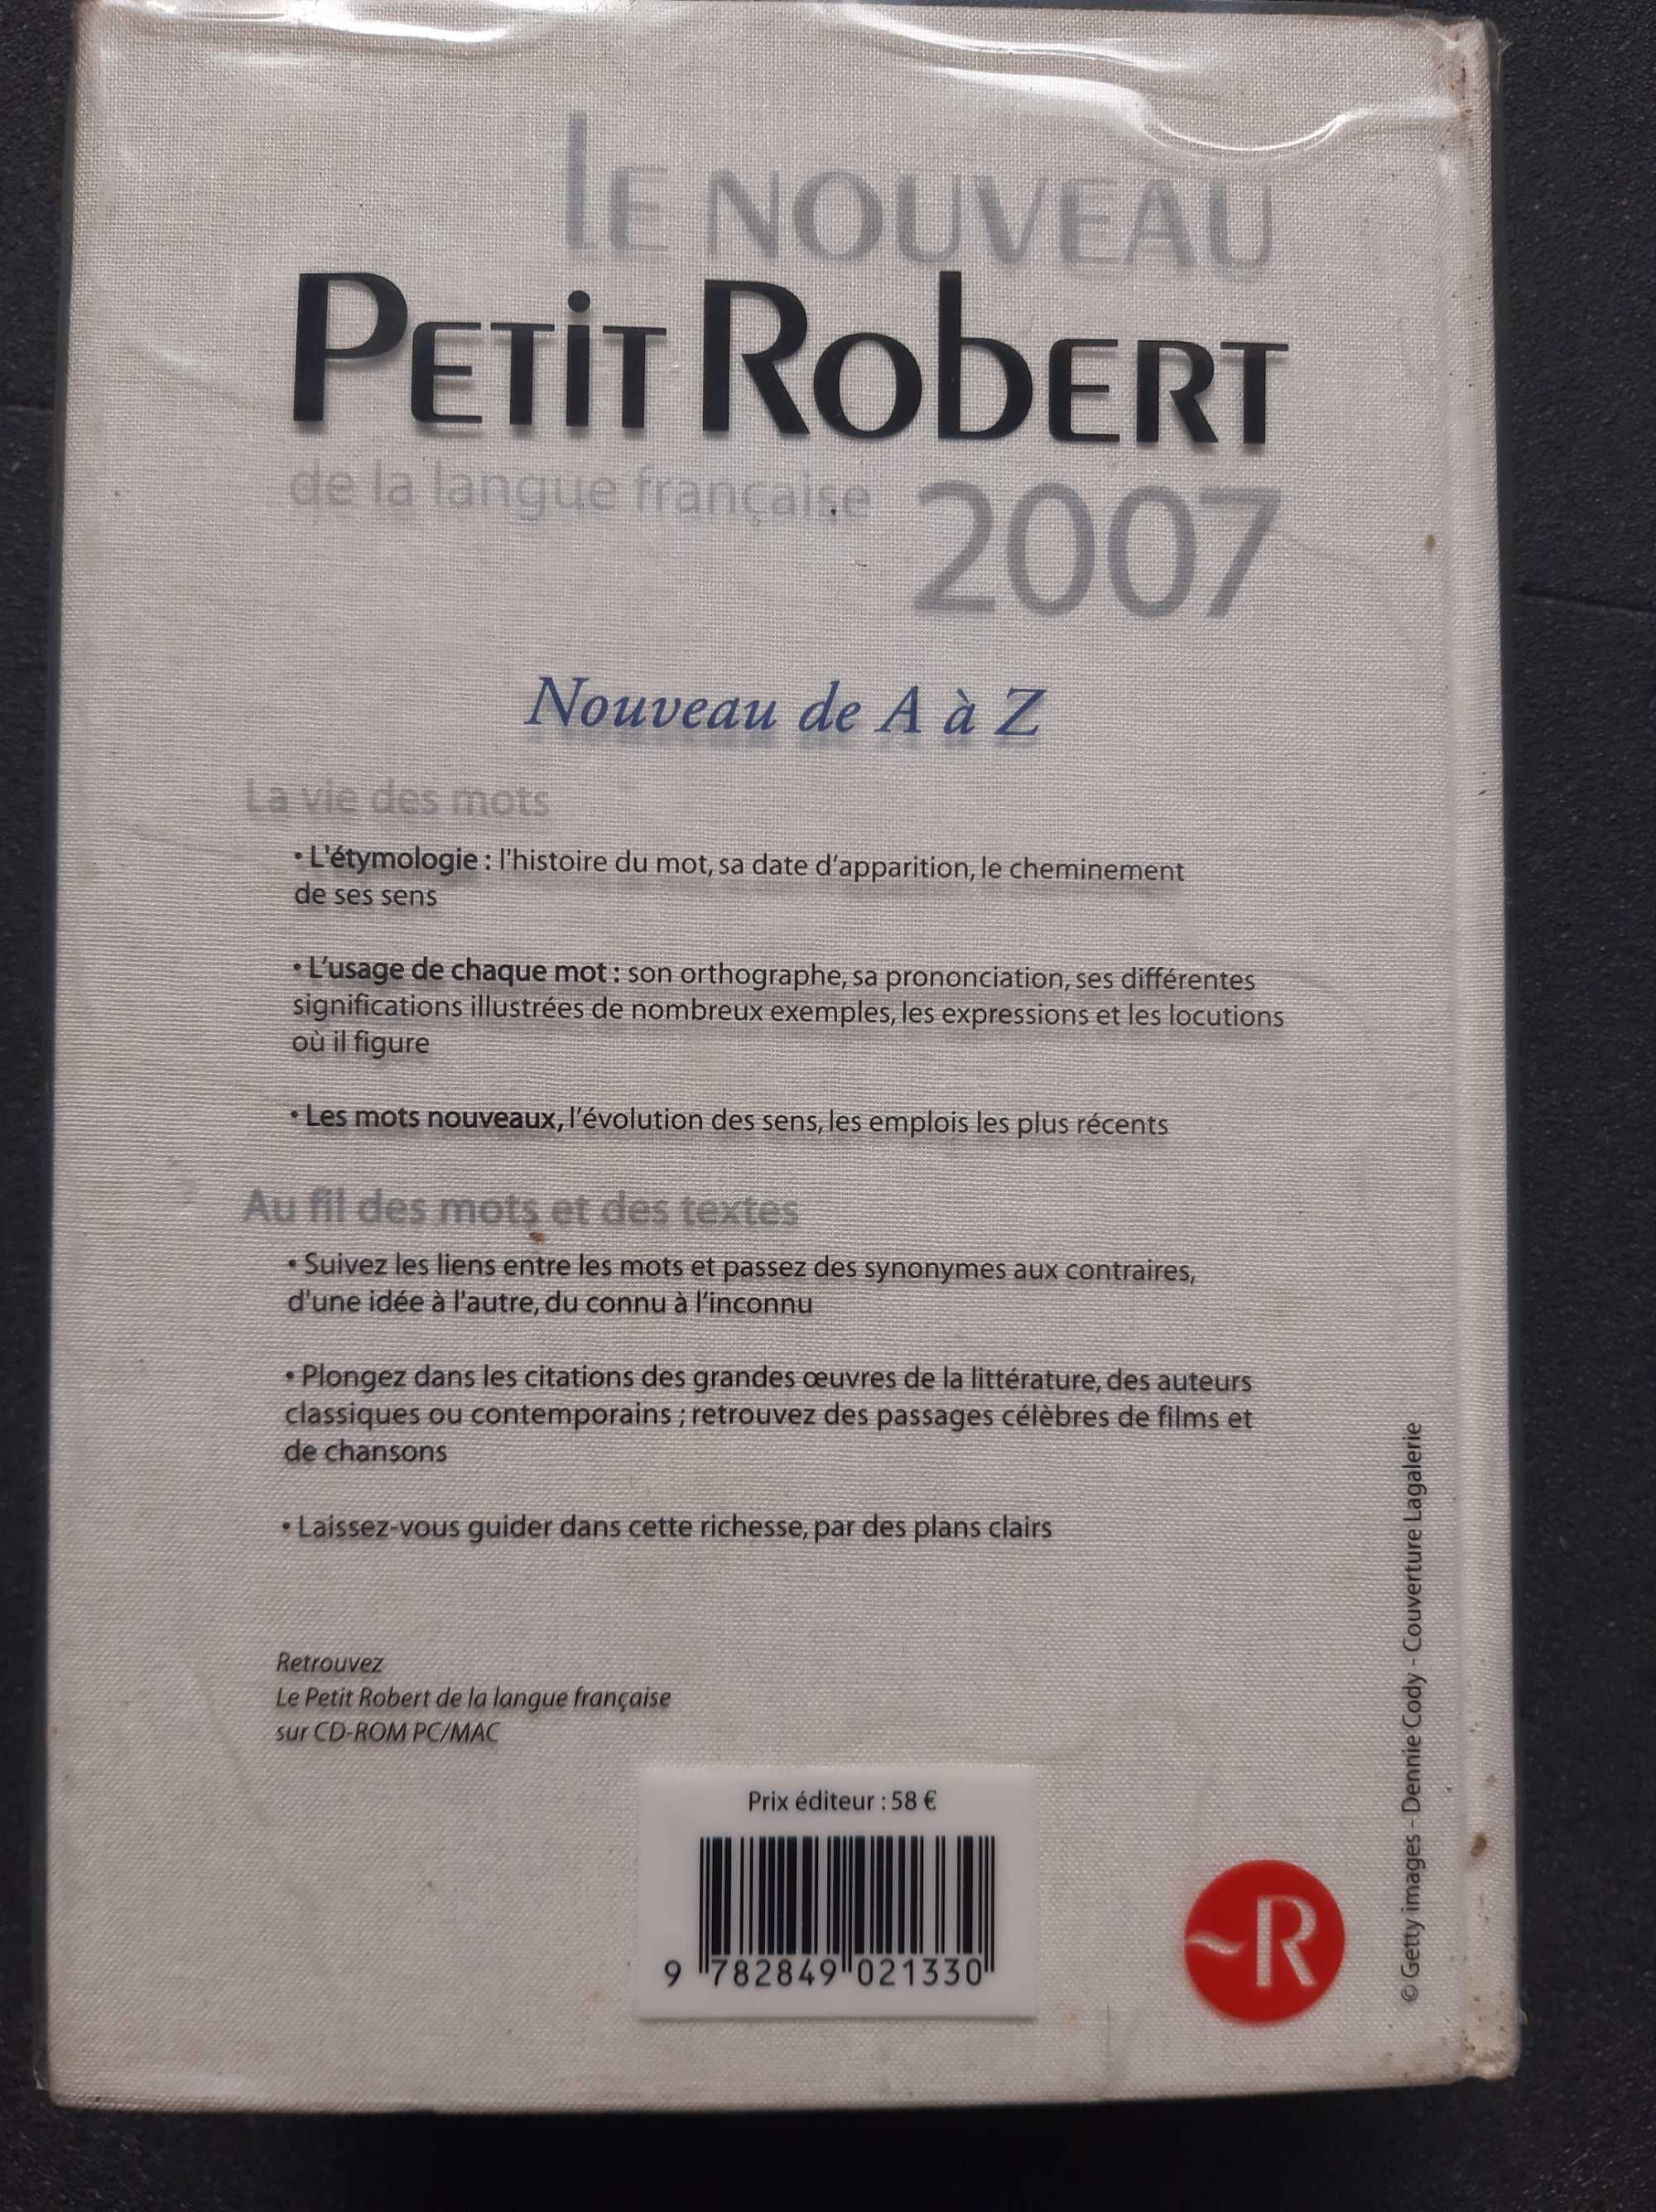 LE NOUVEAU
PETIT ROBERT
de la langue française
2007
Nouveau de A à Z
La vie des mots
• L'étymologie : l'histoire du mot, sa date d'apparition, le cheminement
de ses sens
• L'usage de chaque mot : son orthographe, sa prononciation, ses différentes
significations illustrées de nombreux exemples, les expressions et les locutions
où il figure
• Les mots nouveaux, l'évolution des sens, les emplois les plus récents
Au fil des mots et des textes
• Suivez les liens entre les mots et passez des synonymes aux contraires,
d'une idée à l'autre, du connu à l'inconnu
• Plongez dans les citations des grandes œuvres de la littérature, des auteurs
classiques ou contemporains ; retrouvez des passages célèbres de films et
de chansons
• Laissez-vous guider dans cette richesse, par des plans clairs
Retrouvez
Le Petit Robert de la langue française
sur CD-ROM PC/MAC
Prix éditeur : 58 €
9 782849 021330
R
© Getty images - Dennie Cody - Couverture Lagalerie